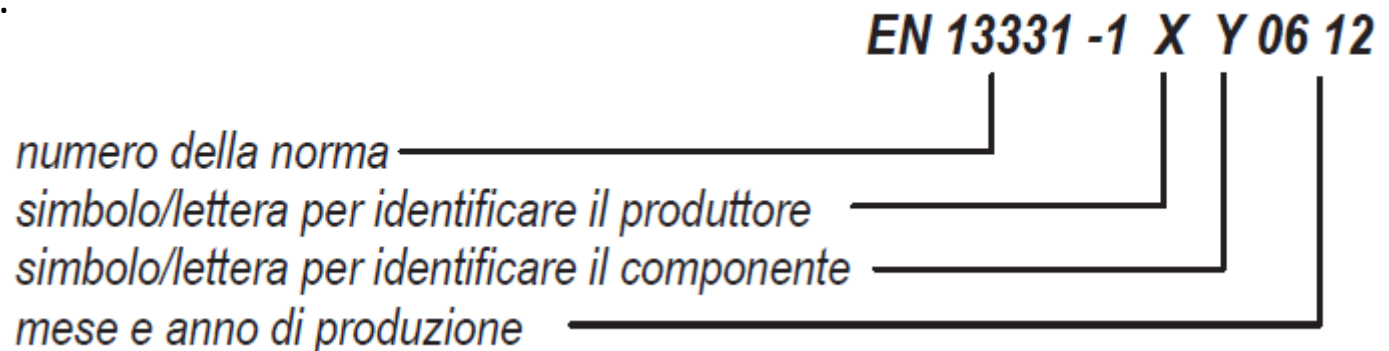 .
EN 13331 -1 X Y 06 12
numero della norma
simbolo/lettera per identificare il produttore
simbolo/lettera per identificare il componente
mese e anno di produzione